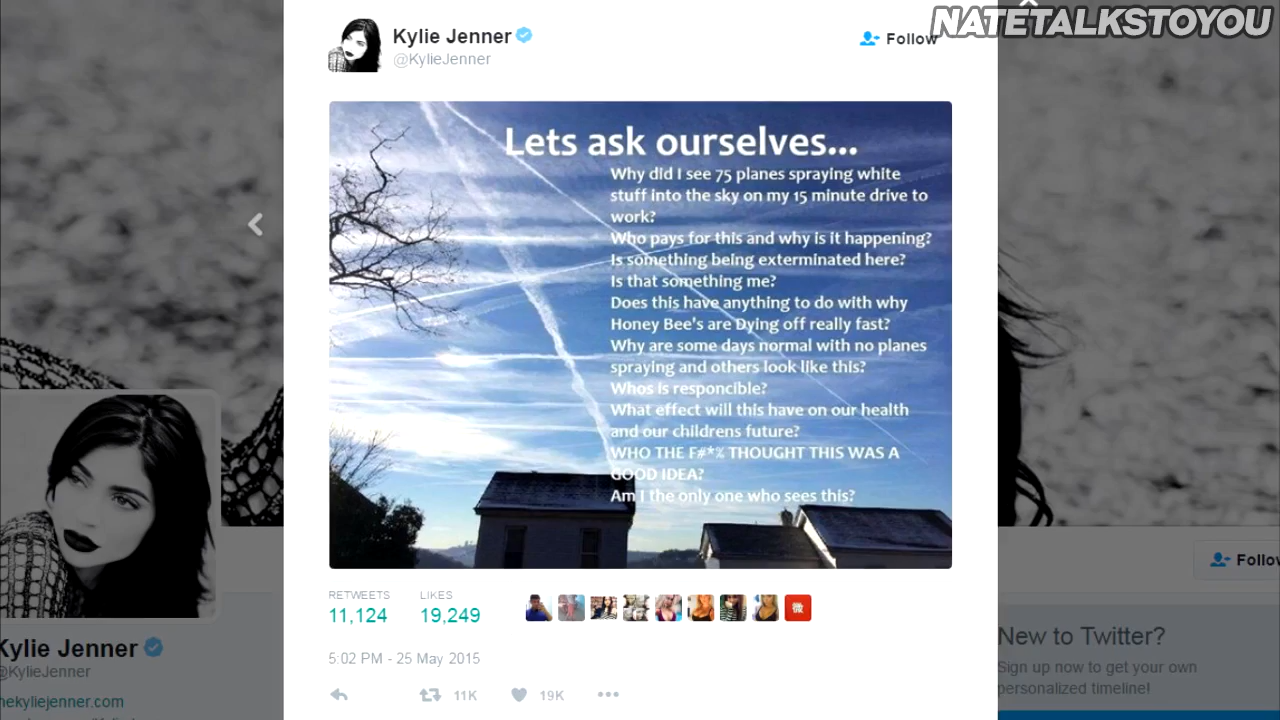 NATETALKSTOYOU
Kylie Jenner
@KylieJenner
Follow
Lets ask ourselves...
Why did I see 75 planes spraying white
stuff into the sky on my 15 minute drive to
work?
Who pays for this and why is it happening?
Is something being exterminated here?
Is that something me?
Does this have anything to do with why
Honey Bee's are Dying off really fast?
Why are some days normal with no planes
spraying and others look like this?
Whos is responcible?
What effect will this have on our health
and our childrens future?
WHO THE F#*% THOUGHT THIS WAS A
GOOD IDEA?
Am I the only one who sees this?
RETWEETS LIKES
11,124 19,249
微
5:02 PM - 25 May 2015
11K 19K
Kylie Jenner
@KylieJenner
hekyliejenner.com
Follow
New to Twitter?
Sign up now to get your own
personalized timeline!